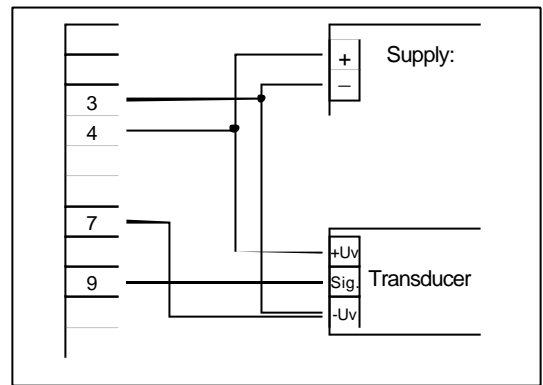 3
4
7
9
+
−
Supply:
+Uv
Sig.
-Uv
Transducer